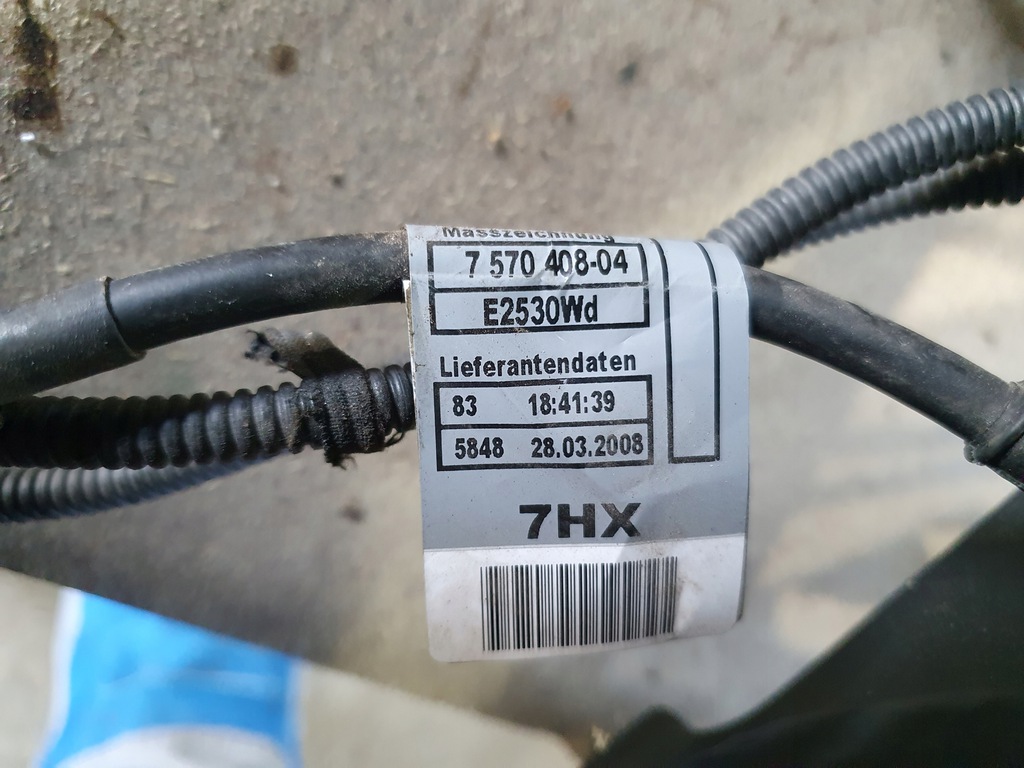 Masszeichnung
7 570 408-04
E2530Wd
Lieferantendaten
83 18:41:39
5848 28.03.2008
7HX